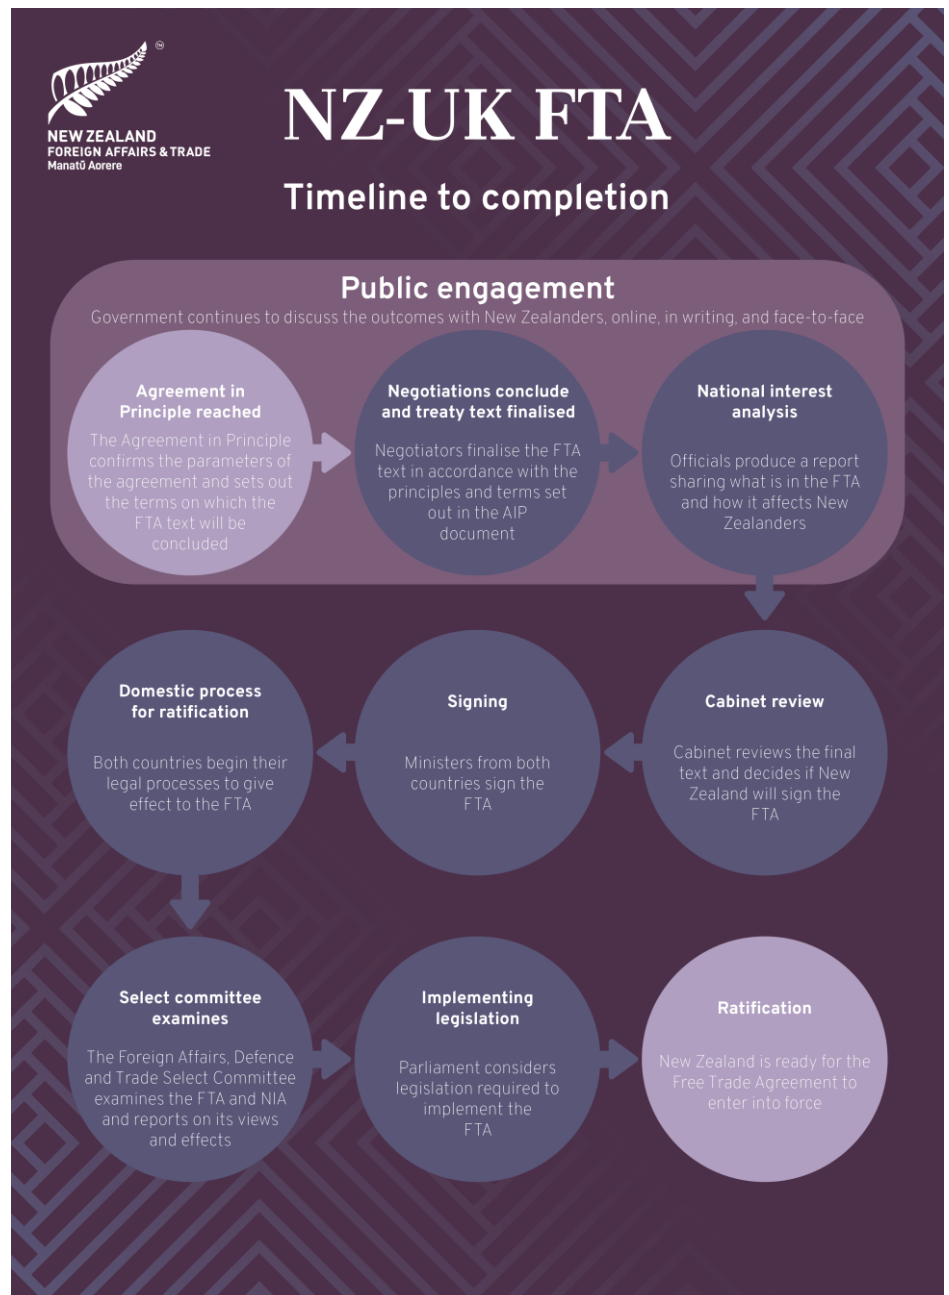 TM
NEW ZEALAND
FOREIGN AFFAIRS & TRADE
Manatū Aorere
NZ-UK FTA
Timeline to completion
Public engagement
Government continues to discuss the outcomes with New Zealanders, online, in writing, and face-to-face
Agreement in
Principle reached
The Agreement in Principle
confirms the parameters of
the agreement and sets out
the terms on which the
FTA text will be
concluded
Negotiations conclude
and treaty text finalised
Negotiators finalise the FTA
text in accordance with the
principles and terms set
out in the AIP
document
National interest
analysis
Officials produce a report
sharing what is in the FTA
and how it affects New
Zealanders
Cabinet review
Cabinet reviews the final
text and decides if New
Zealand will sign the
FTA
Signing
Ministers from both
countries sign the
FTA
Domestic process
for ratification
Both countries begin their
legal processes to give
effect to the FTA
Select committee
examines
The Foreign Affairs, Defence
and Trade Select Committee
examines the FTA and NIA
and reports on its views
and effects
Implementing
legislation
Parliament considers
legislation required to
implement the
FTA
Ratification
New Zealand is ready for the
Free Trade Agreement to
enter into force